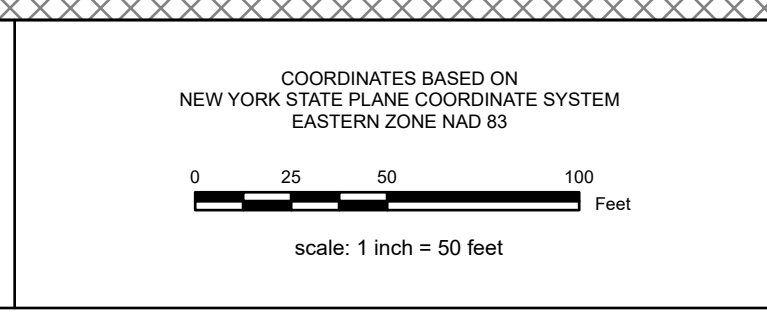 COORDINATES BASED ON
NEW YORK STATE PLANE COORDINATE SYSTEM
EASTERN ZONE NAD 83
0 25 50 100
Feet
scale: 1 inch = 50 feet